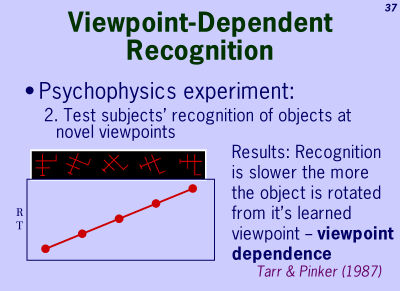 37
Viewpoint-Dependent
Recognition
• Psychophysics experiment:
2. Test subjects' recognition of objects at
novel viewpoints
Results: Recognition
is slower the more
the object is rotated
from it's learned
viewpoint – viewpoint
dependence
Tarr & Pinker (1987)
R
T